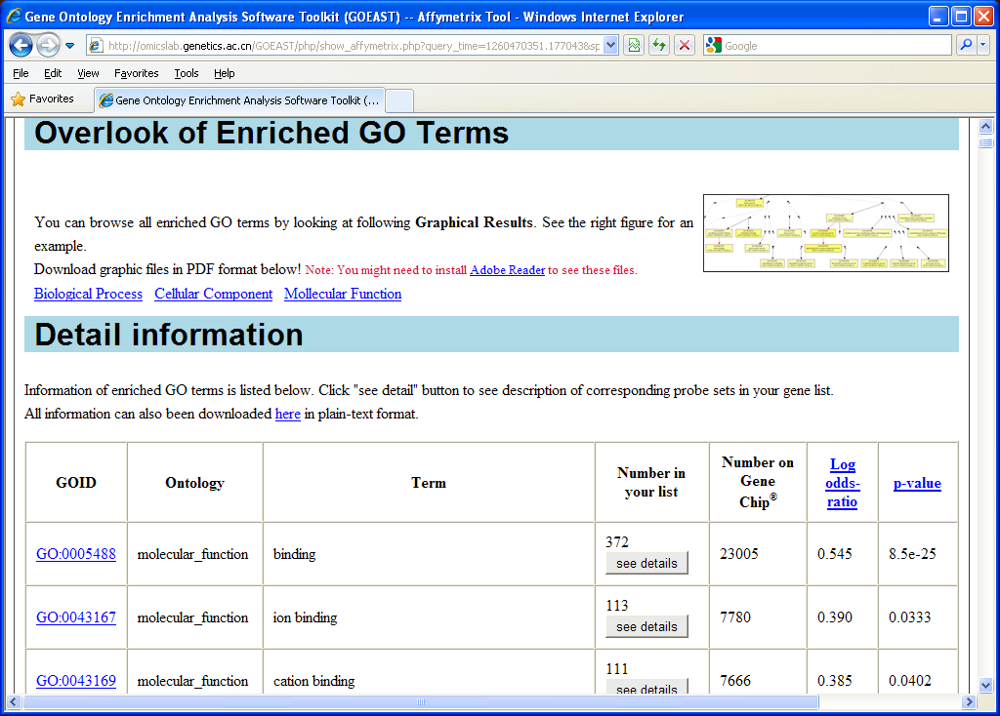 Gene Ontology Enrichment Analysis Software Toolkit (GOEAST) -- Affymetrix Tool - Windows Internet Explorer
http://omicslab.genetics.ac.cn/GOEAST/php/show_affymetrix.php?query_time=1260470351.177043&sp
Google
File Edit View Favorites Tools Help
Favorites
Gene Ontology Enrichment Analysis Software Toolkit (...
Overlook of Enriched GO Terms
You can browse all enriched GO terms by looking at following Graphical Results. See the right figure for an
example.
Download graphic files in PDF format below! Note: You might need to install Adobe Reader to see these files.
Biological Process Cellular Component Mollecular Function
Detail information
Information of enriched GO terms is listed below. Click "see detail" button to see description of corresponding probe sets in your gene list.
All information can also been downloaded here in plain-text format.
GOID Ontology Term Number in your list Number on Gene Chip® Log odds-ratio p-value
GO:0005488 molecular_function binding 372 see details 23005 0.545 8.5e-25
GO:0043167 molecular_function ion binding 113 see details 7780 0.390 0.0333
GO:0043169 molecular_function cation binding 111 see details 7666 0.385 0.0402